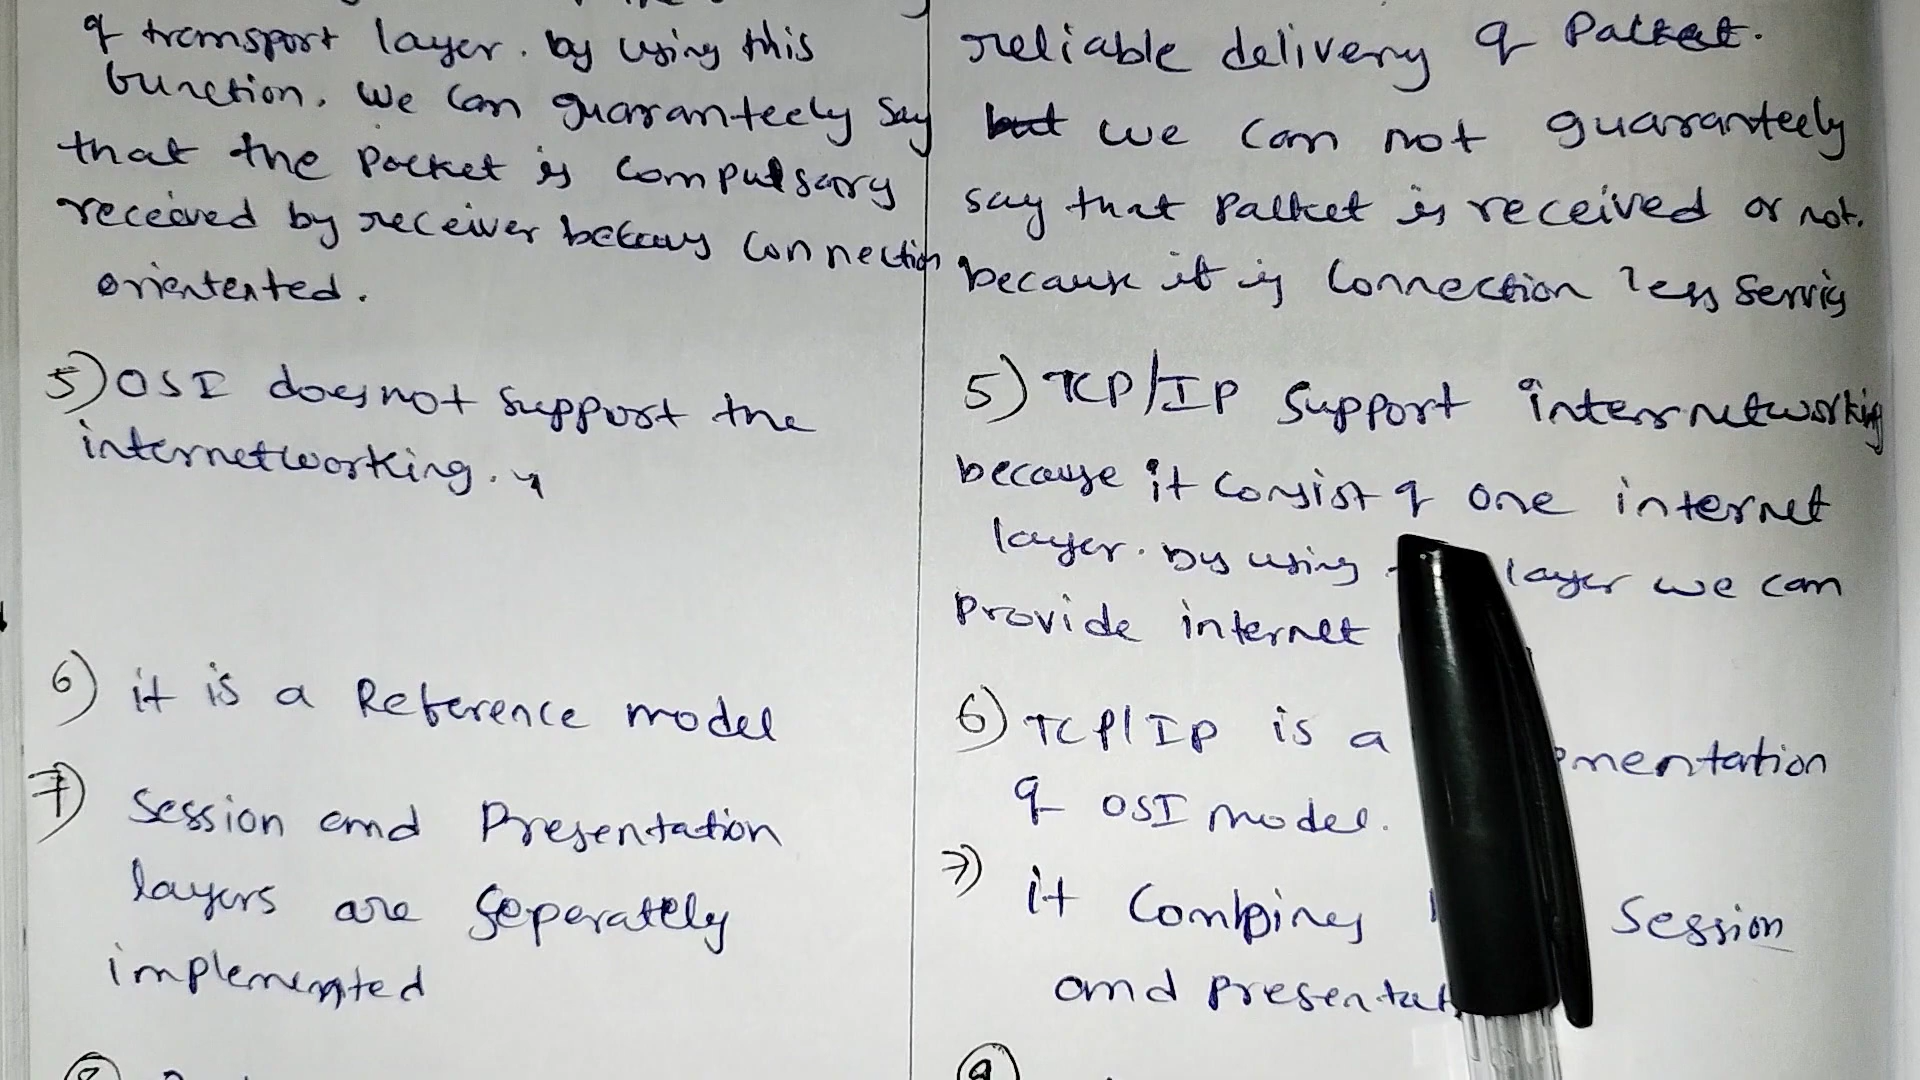 of transport layer. by using this
function. We can guaranteely say
that the Packet is compulsary
received by receiver becaus connection
orientented.
5) OSI does not support the
internetworking.
6) it is a Reference model
7) Session and Presentation
layers are seperately
implemented
reliable delivery of Packet.
but we can not guaranteely
say that Packet is received or not.
because it is connection less servis
5) TCP/IP Support internetworking
because it consist of one internet
layer. by using layer we can
Provide internet
6) TCP/IP is a mentation
of OSI model.
7) it Combines Session
and presentat
8)